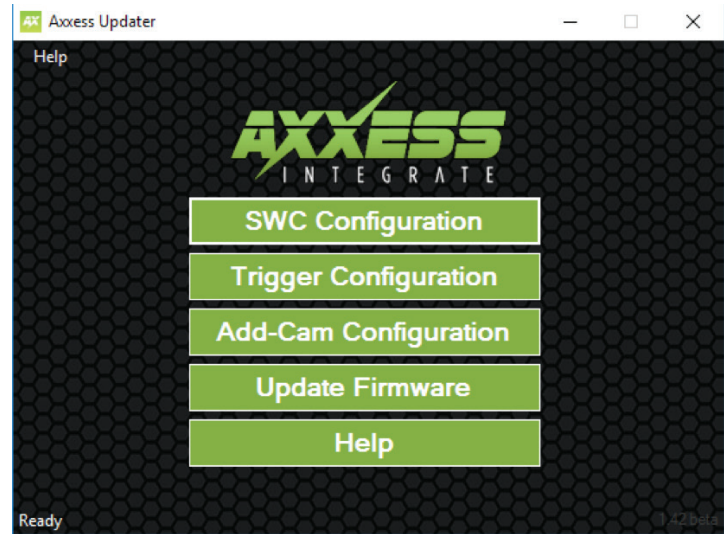 AX Axxess Updater
Help
AXXESS
INTEGRATE
SWC Configuration
Trigger Configuration
Add-Cam Configuration
Update Firmware
Help
Ready
1.42 beta